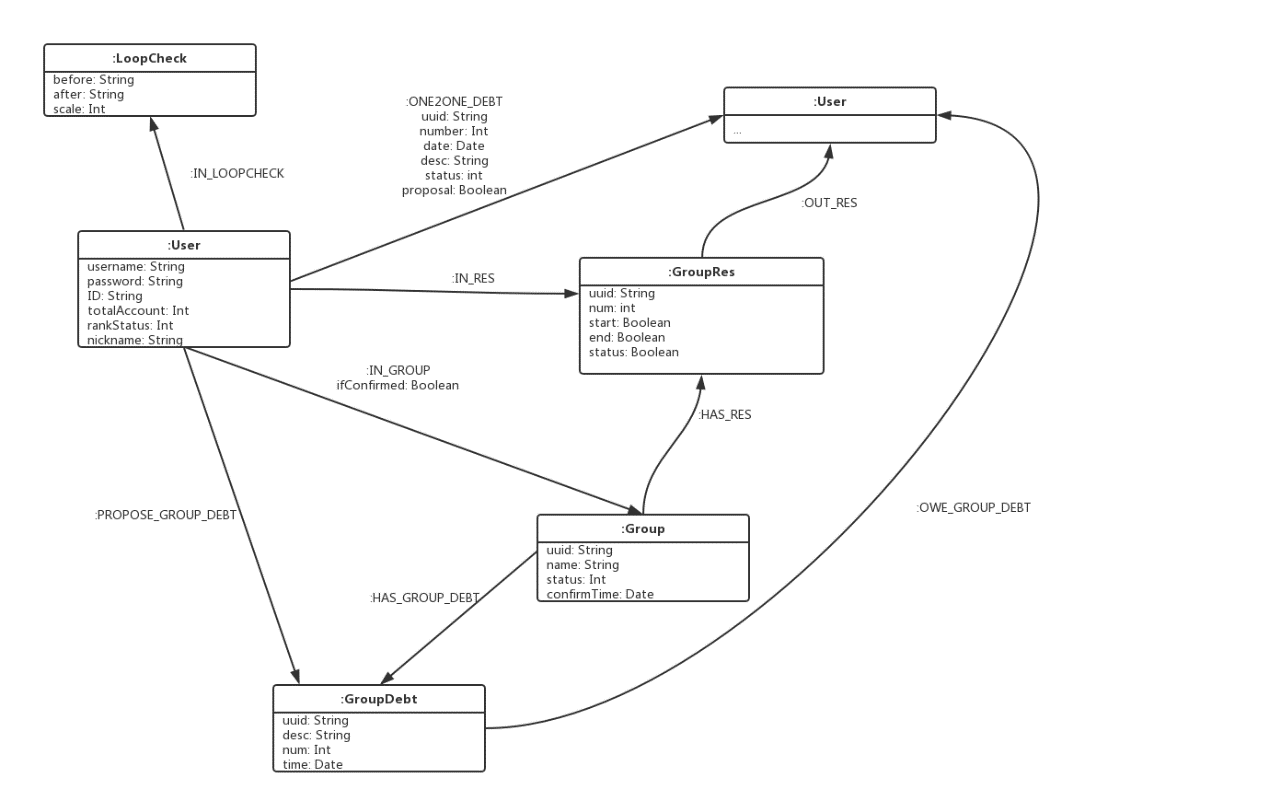 :LoopCheck
before: String
after: String
scale: Int
:ONE2ONE_DEBT
uuid: String
number: Int
date: Date
desc: String
status: int
proposal: Boolean
:User
...
:IN_LOOPCHECK
:OUT_RES
:User
username: String
password: String
ID: String
totalAccount: Int
rankStatus: Int
nickname: String
:IN_RES
:GroupRes
uuid: String
num: int
start: Boolean
end: Boolean
status: Boolean
:IN_GROUP
ifConfirmed: Boolean
:HAS_RES
:PROPOSE_GROUP_DEBT
:OWE_GROUP_DEBT
:Group
uuid: String
name: String
status: Int
confirmTime: Date
:HAS_GROUP_DEBT
:GroupDebt
uuid: String
desc: String
num: Int
time: Date